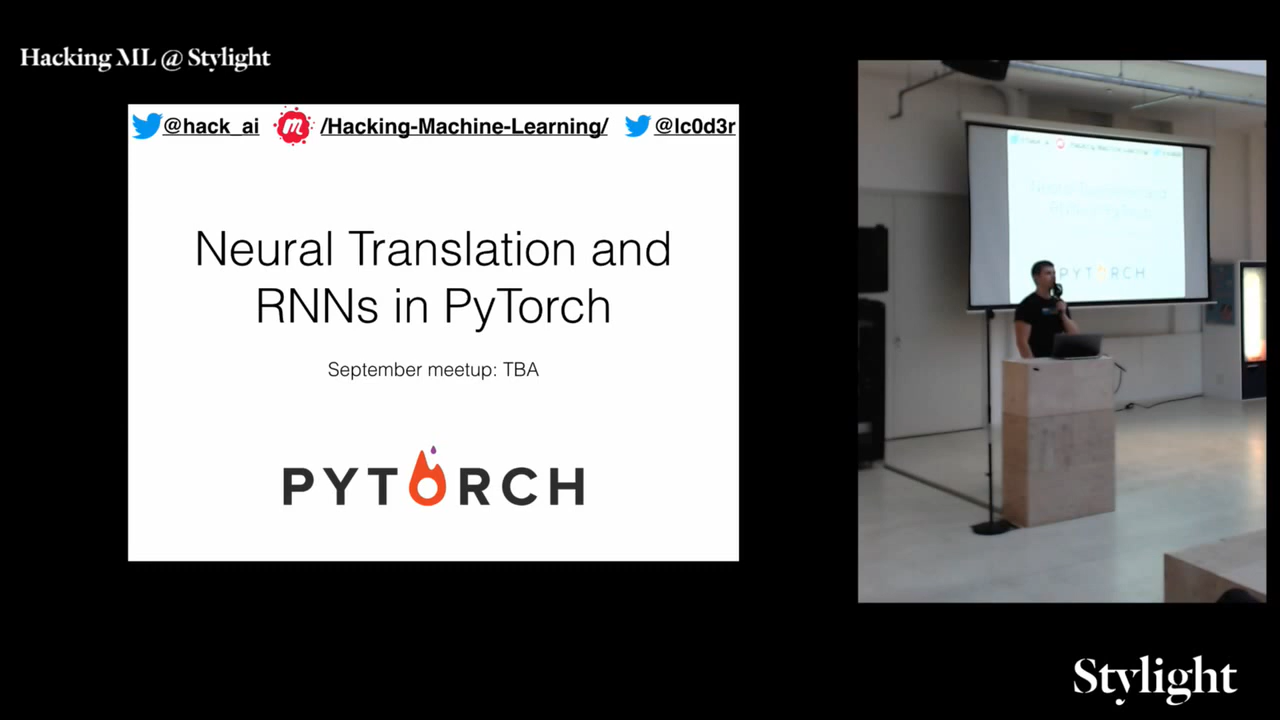 Hacking ML @ Stylight
@hack_ai /Hacking-Machine-Learning/ @lc0d3r
Neural Translation and
RNNs in PyTorch
September meetup: TBA
PYTORCH
PYTORCH
Stylight